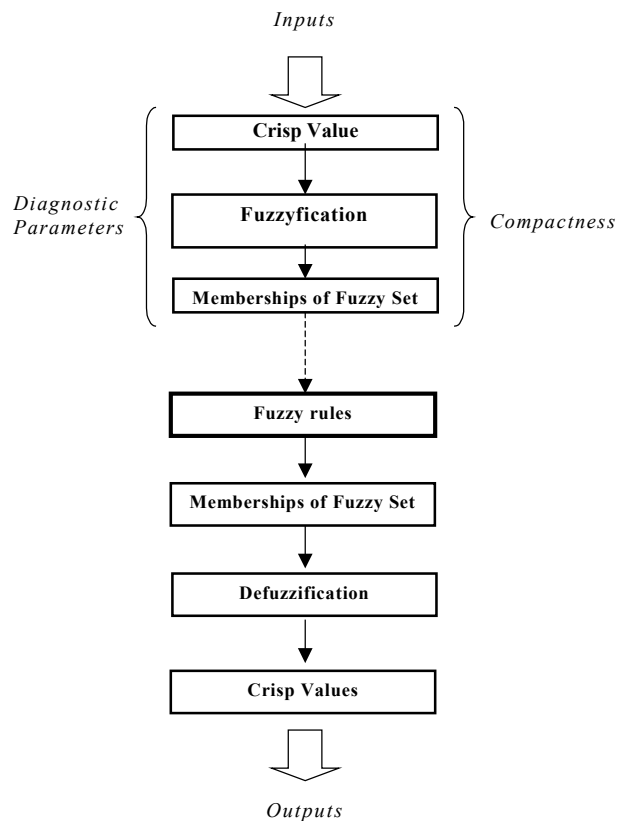 Inputs
Crisp Value
Fuzzyfication
Diagnostic
Parameters
Compactness
Memberships of Fuzzy Set
Fuzzy rules
Memberships of Fuzzy Set
Defuzzification
Crisp Values
Outputs